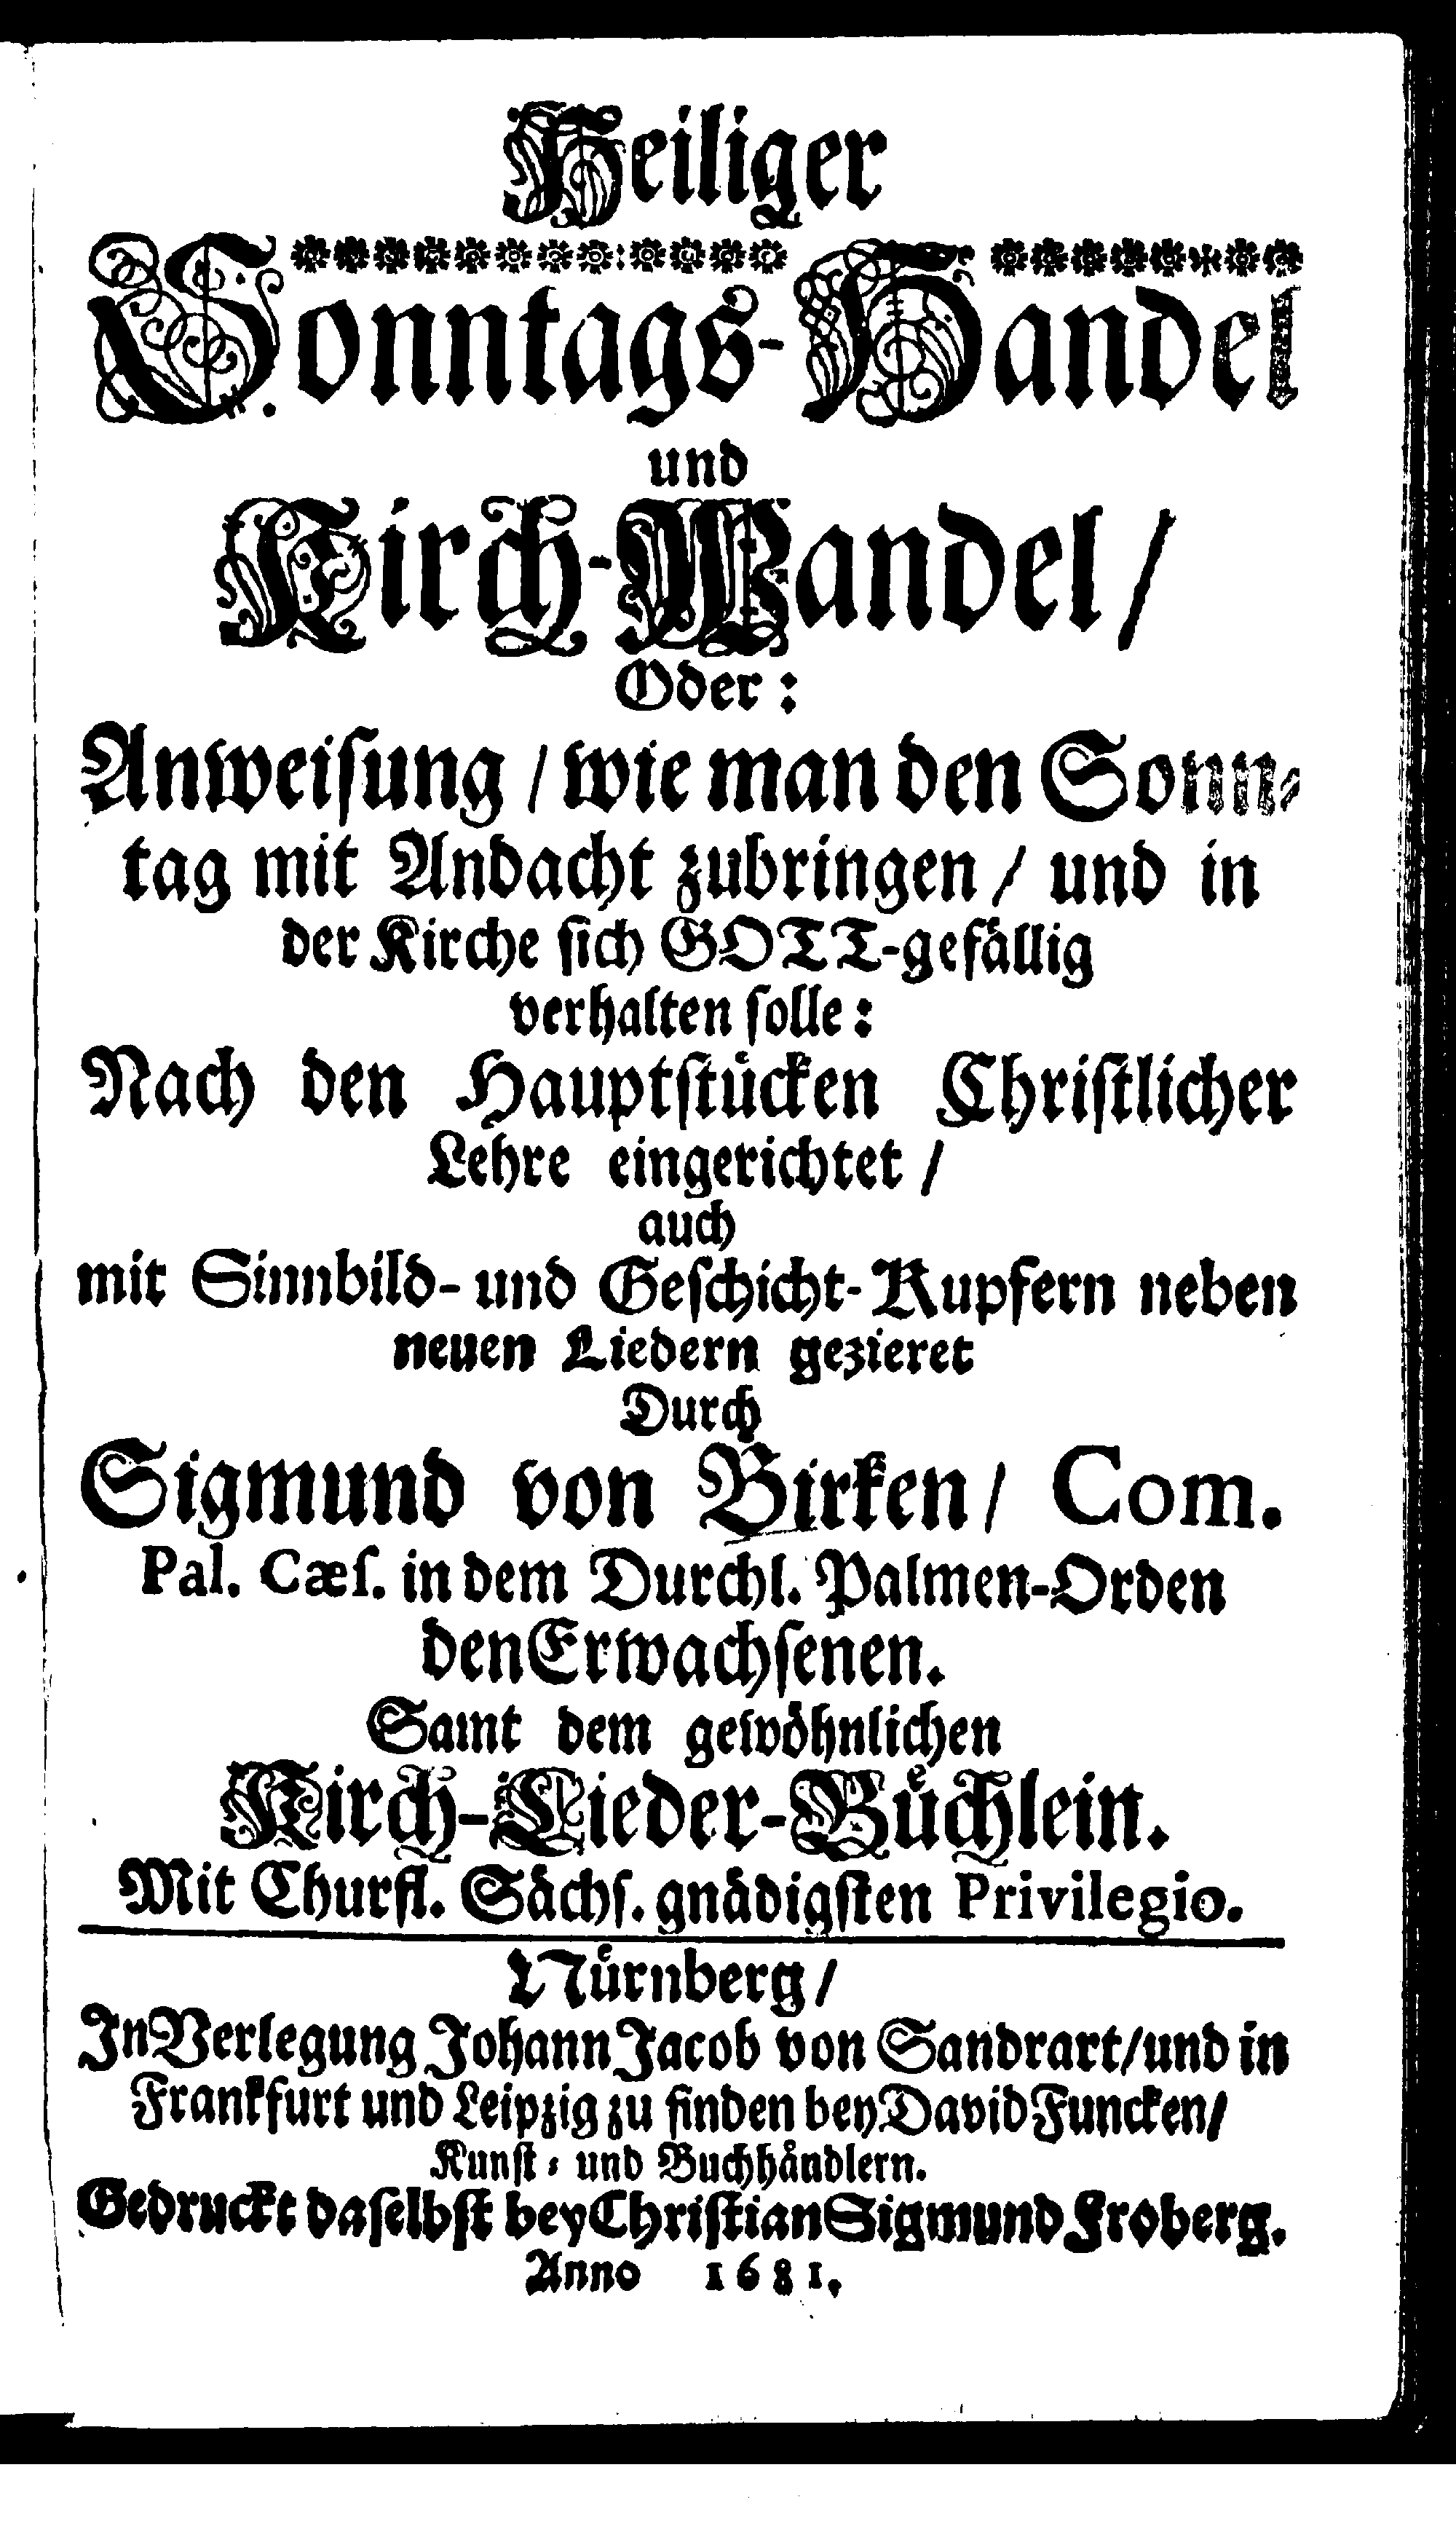 Heiliger
Sonntags-Handel
und
Kirch-Wandel /
Oder:
Anweiſung / wie man den Sonn-
tag mit Andacht zubringen / und in
der Kirche ſich GOTT-gefällig
verhalten ſolle:
Nach den Hauptſtücken Chriſtlicher
Lehre eingerichtet /
auch
mit Sinnbild- und Geſchicht-Kupfern neben
neuen Liedern gezieret
Durch
Sigmund von Birken / Com.
Pal. Cæſ. in dem Durchl. Palmen-Orden
den Erwachſenen.
Samt dem gewöhnlichen
Kirch-Lieder-Büchlein.
Mit Churfl. Sächſ. gnädigſten Privilegio.
Nürnberg /
In Verlegung Johann Jacob von Sandrart / und in
Frankfurt und Leipzig zu finden bey David Funcken /
Kunſt- und Buchhändlern.
Gedruckt daſelbſt bey Chriſtian Sigmund Froberg.
Anno 1681.